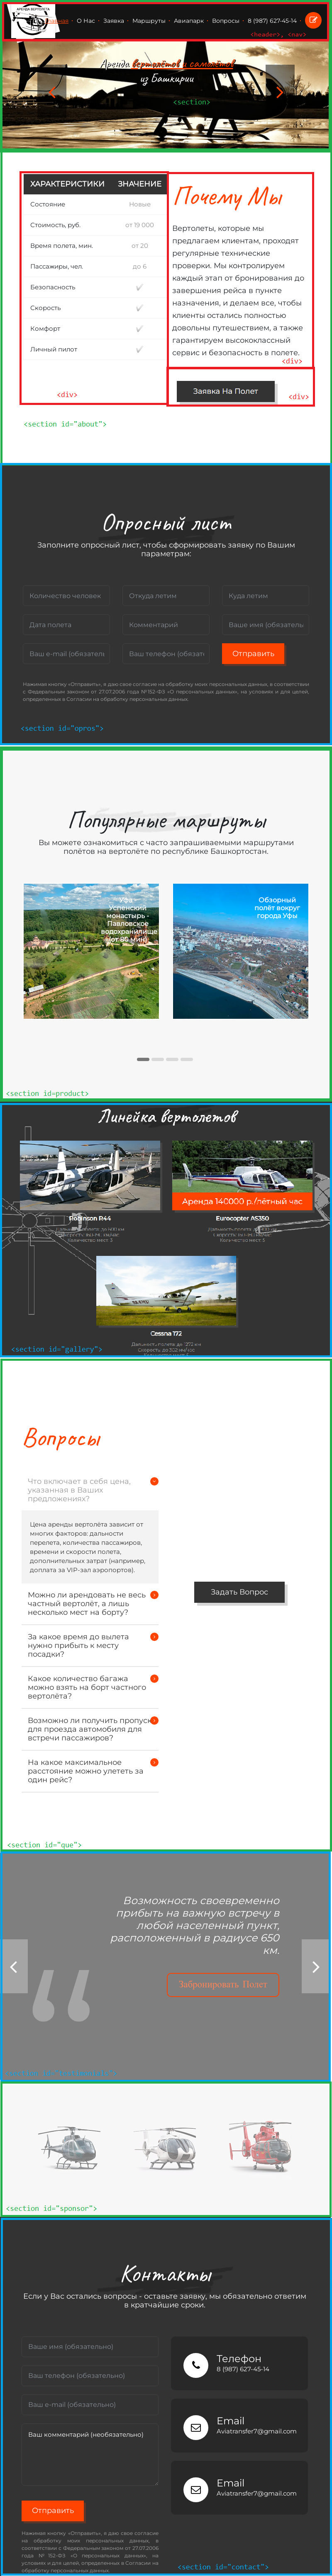 АРЕНДА ВЕРТОЛЕТА
Главная
О Нас
Заявка
Маршруты
Авиапарк
Вопросы
8 (987) 627-45-14
<header>, <nav>
Аренда вертолётов и самолётов
из Башкирии
<section>
ХАРАКТЕРИСТИКИ ЗНАЧЕНИЕ
Состояние Новые
Стоимость, руб. от 19 000
Время полета, мин. от 20
Пассажиры, чел. до 6
Безопасность
Скорость
Комфорт
Личный пилот
<div>
Почему Мы
Вертолеты, которые мы
предлагаем клиентам, проходят
регулярные технические
проверки. Мы контролируем
каждый этап от бронирования до
завершения рейса в пункте
назначения, и делаем все, чтобы
клиенты остались полностью
довольны путешествием, а также
гарантируем высококлассный
сервис и безопасность в полете.
<div>
Заявка На Полет
<div>
<section id="about">
Опросный лист
Заполните опросный лист, чтобы сформировать заявку по Вашим
параметрам:
Количество человек
Откуда летим
Куда летим
Дата полета
Комментарий
Ваше имя (обязатель
Ваш e-mail (обязател
Ваш телефон (обязат
Отправить
Нажимая кнопку «Отправить», я даю свое согласие на обработку моих персональных данных, в соответствии
с Федеральным законом от 27.07.2006 года №152-ФЗ «О персональных данных», на условиях и для целей,
определенных в Согласии на обработку персональных данных.
<section id="opros">
Популярные маршруты
Вы можете ознакомиться с часто запрашиваемыми маршрутами
полётов на вертолёте по республике Башкортостан.
Уфа -
Успенский
монастырь -
Павловское
водохранилище
(от 80 мин)
Обзорный
полёт вокруг
города Уфы
<section id=product>
Линейка вертолетов
Robinson R44
Аренда 140000 р./лётный час
Eurocopter AS350
Cessna 172
<section id="gallery">
Вопросы
Что включает в себя цена,
указанная в Ваших
предложениях?
Цена аренды вертолёта зависит от
многих факторов: дальности
перелета, количества пассажиров,
времени и скорости полета,
дополнительных затрат (например,
доплата за VIP-зал аэропортов).
Можно ли арендовать не весь
частный вертолёт, а лишь
несколько мест на борту?
За какое время до вылета
нужно прибыть к месту
посадки?
Какое количество багажа
можно взять на борт частного
вертолёта?
Возможно ли получить пропуск
для проезда автомобиля для
встречи пассажиров?
На какое максимальное
расстояние можно улететь за
один рейс?
Задать Вопрос
<section id="que">
Возможность своевременно
прибыть на важную встречу в
любой населенный пункт,
расположенный в радиусе 650
км.
Забронировать Полет
<section id="sponsor">
Контакты
Если у Вас остались вопросы - оставьте заявку, мы обязательно ответим
в кратчайшие сроки.
Ваше имя (обязательно)
Ваш телефон (обязательно)
Ваш e-mail (обязательно)
Ваш комментарий (необязательно)
Отправить
Нажимая кнопку «Отправить», я даю свое согласие
на обработку моих персональных данных, в
соответствии с Федеральным законом от 27.07.2006
года №152-ФЗ «О персональных данных», на
условиях и для целей, определенных в Согласии на
обработку персональных данных.
Телефон
8 (987) 627-45-14
Email
Aviatransfer7@gmail.com
Email
Aviatransfer7@gmail.com
<section id="contact">